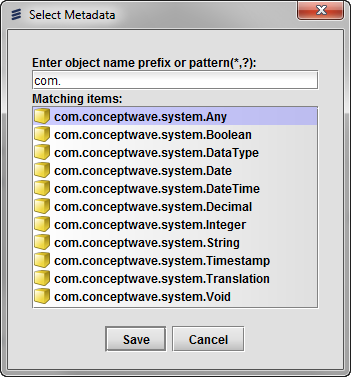 Select Metadata
Enter object name prefix or pattern(*,?):
com.
Matching items:
com.conceptwave.system.Any
com.conceptwave.system.Boolean
com.conceptwave.system.DataType
com.conceptwave.system.Date
com.conceptwave.system.DateTime
com.conceptwave.system.Decimal
com.conceptwave.system.Integer
com.conceptwave.system.String
com.conceptwave.system.Timestamp
com.conceptwave.system.Translation
com.conceptwave.system.Void
Save Cancel